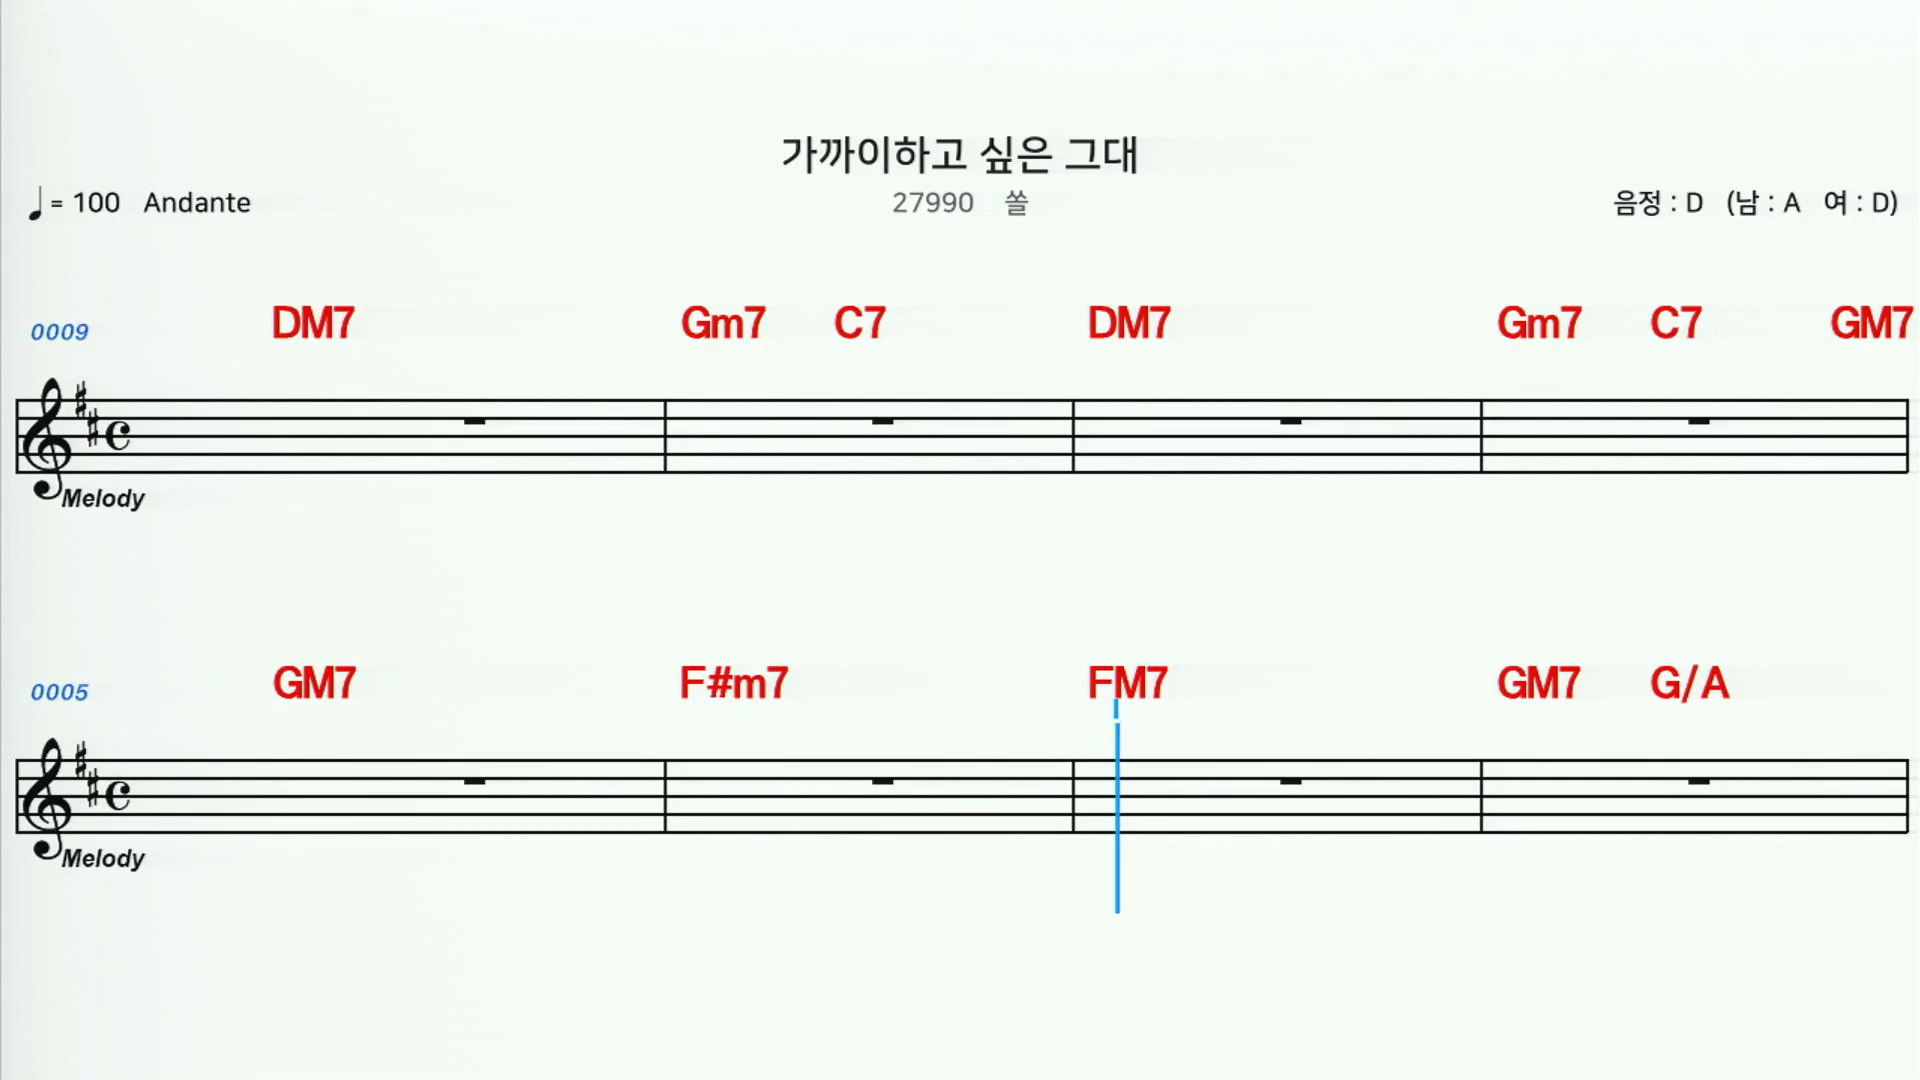 가까이하고 싶은 그대
♩ = 100 Andante
27990 쏠
음정 : D (남 : A 여 : D)
0009 DM7 Gm7 C7 DM7 Gm7 C7 GM7
Melody
0005 GM7 F#m7 FM7 GM7 G/A
Melody